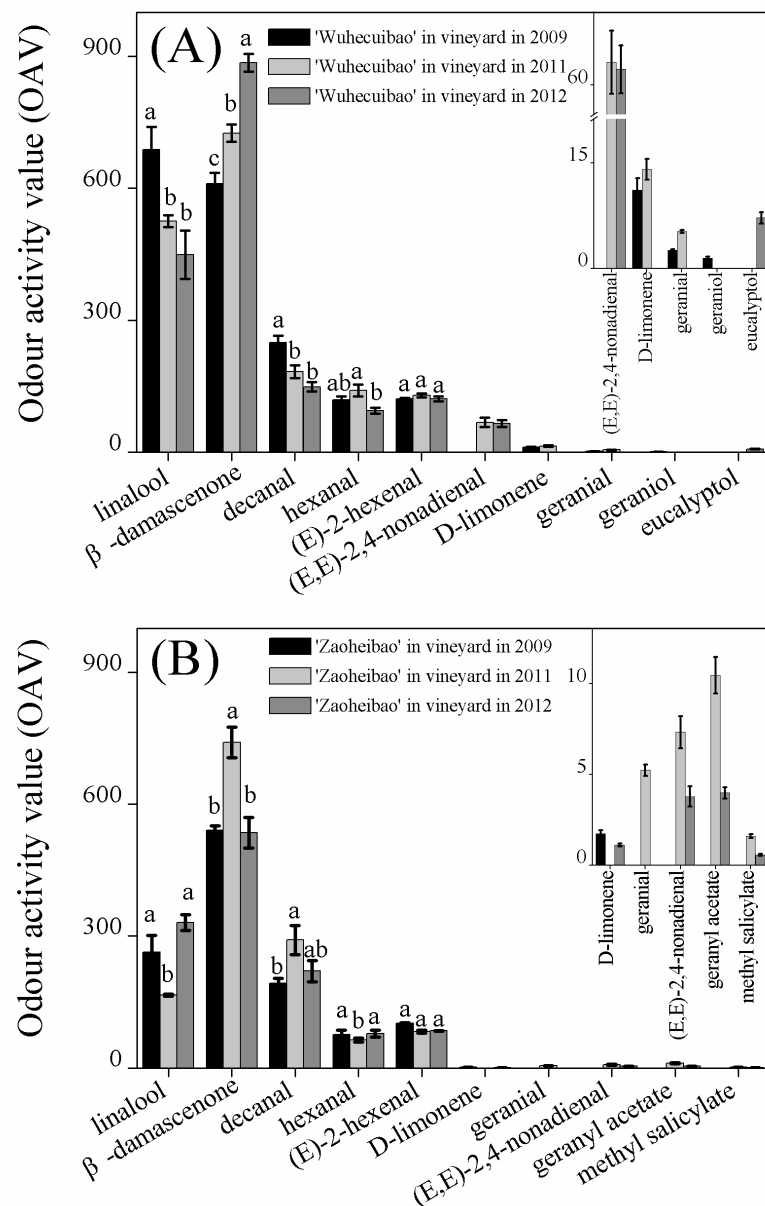 (A)
'Wuhecuibao' in vineyard in 2009
'Wuhecuibao' in vineyard in 2011
'Wuhecuibao' in vineyard in 2012
Odour activity value (OAV)
900
600
300
0
a
b
b
c
b
a
a
b
b
ab
a
b
a
a
a
linalool
β -damascenone
decanal
hexanal
(E)-2-hexenal
(E,E)-2,4-nonadienal
D-limonene
geranial
geraniol
eucalyptol
60
15
0
(E,E)-2,4-nonadienal
D-limonene
geranial
geraniol
eucalyptol
(B)
'Zaoheibao' in vineyard in 2009
'Zaoheibao' in vineyard in 2011
'Zaoheibao' in vineyard in 2012
Odour activity value (OAV)
900
600
300
0
a
b
a
b
a
b
b
a
ab
a
b
a
a
a
a
linalool
β -damascenone
decanal
hexanal
(E)-2-hexenal
D-limonene
geranial
(E,E)-2,4-nonadienal
geranyl acetate
methyl salicylate
10
5
0
D-limonene
geranial
(E,E)-2,4-nonadienal
geranyl acetate
methyl salicylate